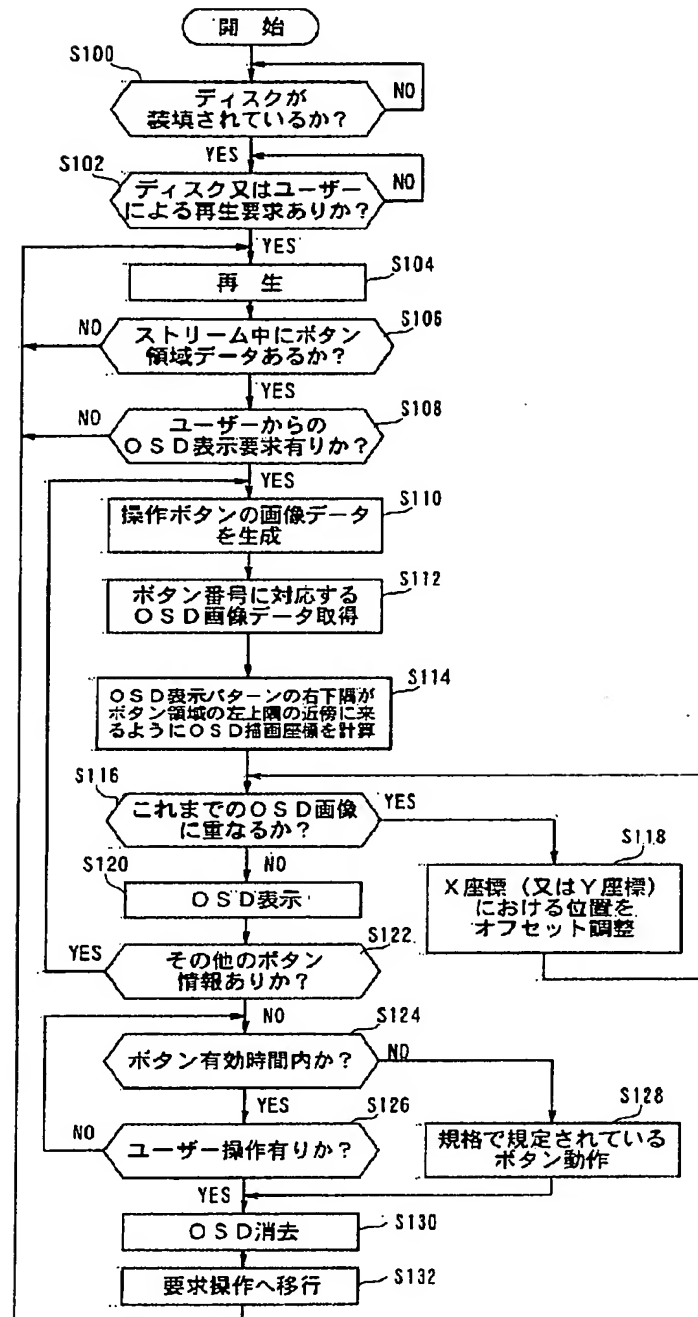 開 始
S100
NO
ディスクが
装填されているか?
YES
S102
NO
ディスク又はユーザー
による再生要求ありか?
YES
S104
再 生
NO
S106
ストリーム中にボタン
領域データあるか?
YES
NO
S108
ユーザーからの
OSD表示要求有りか?
YES
S110
操作ボタンの画像データ
を生成
S112
ボタン番号に対応する
OSD画像データ取得
S114
OSD表示パターンの右下隅が
ボタン領域の左上隅の近傍に来
るようにOSD描画座標を計算
S116
これまでのOSD画像
に重なるか?
YES
S118
X座標(又はY座標)
における位置を
オフセット調整
NO
S120
OSD表示
YES
S122
その他のボタン
情報ありか?
NO
S124
ボタン有効時間内か?
NO
YES
S126
NO
ユーザー操作有りか?
S128
規格で規定されている
ボタン動作
YES
S130
OSD消去
S132
要求操作へ移行